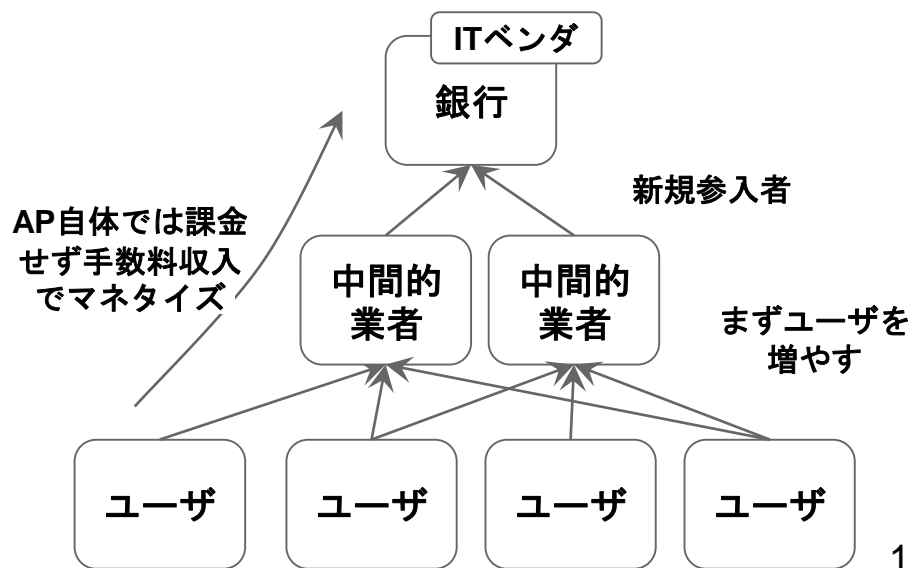 ITベンダ
銀行
新規参入者
AP自体では課金
せず手数料収入
でマネタイズ
中間的
業者
中間的
業者
まずユーザを
増やす
ユーザ
ユーザ
ユーザ
ユーザ
1